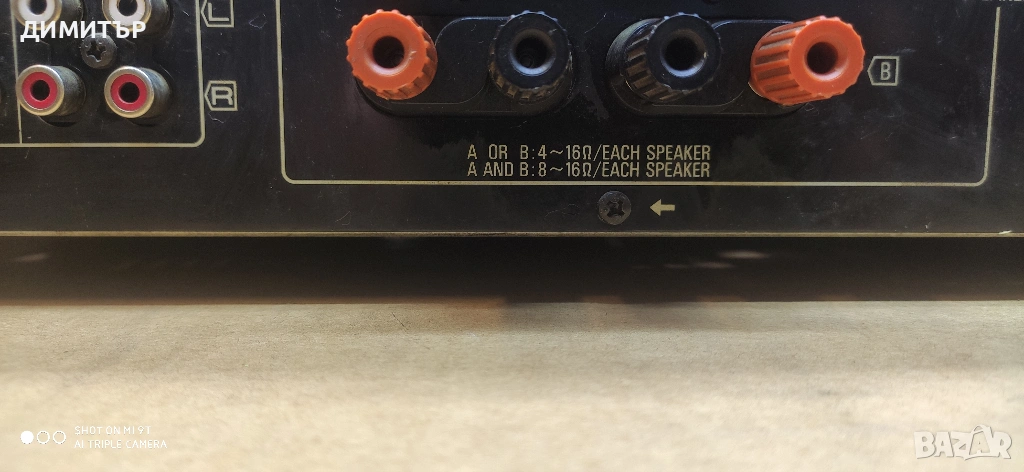 ДИМИТЪР
L
R
B
A OR B:4~16Ω/EACH SPEAKER
A AND B:8~16Ω/EACH SPEAKER
SHOT ON MI 9T
AI TRIPLE CAMERA
BAZAR